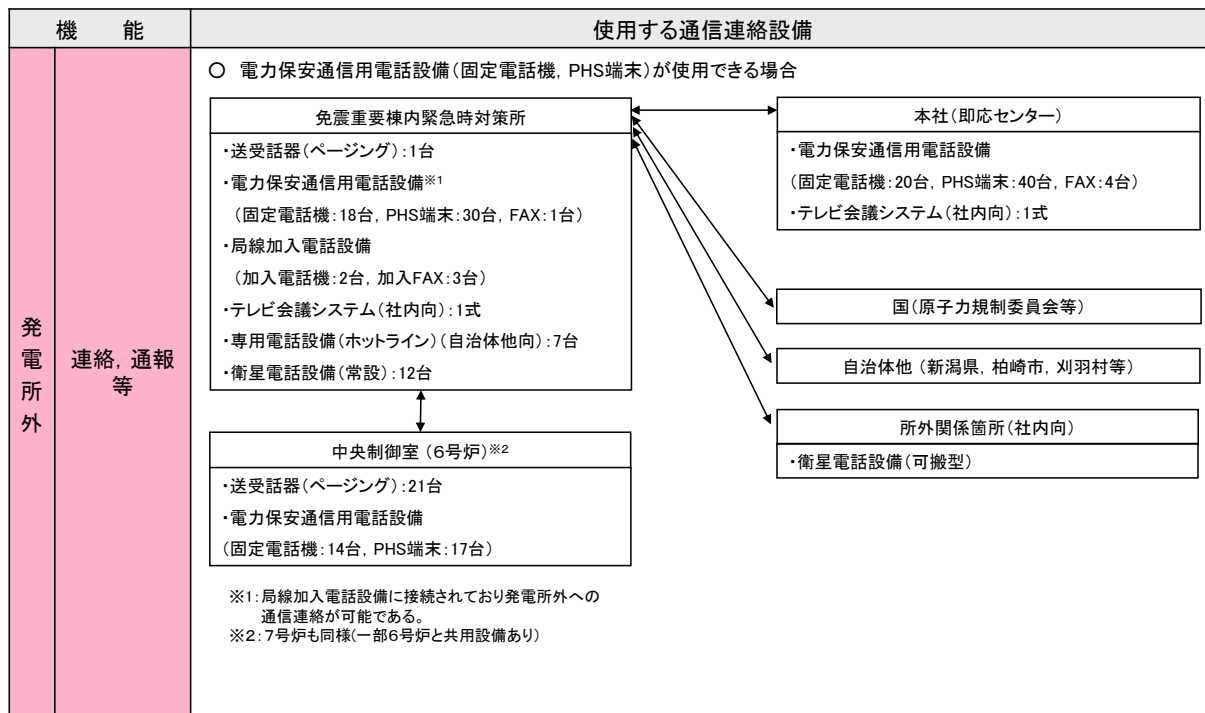 機 能
使用する通信連絡設備
発電所外
連絡，通報
等
○ 電力保安通信用電話設備（固定電話機，PHS端末）が使用できる場合
免震重要棟内緊急時対策所
・送受話器（ページング）：1台
・電力保安通信用電話設備※1
（固定電話機：18台，PHS端末：30台，FAX：1台）
・局線加入電話設備
（加入電話機：2台，加入FAX：3台）
・テレビ会議システム（社内向）：1式
・専用電話設備（ホットライン）（自治体他向）：7台
・衛星電話設備（常設）：12台
中央制御室（6号炉）※2
・送受話器（ページング）：21台
・電力保安通信用電話設備
（固定電話機：14台，PHS端末：17台）
※1：局線加入電話設備に接続されており発電所外への
通信連絡が可能である。
※2：7号炉も同様（一部6号炉と共用設備あり）
本社（即応センター）
・電力保安通信用電話設備
（固定電話機：20台，PHS端末：40台，FAX：4台）
・テレビ会議システム（社内向）：1式
国（原子力規制委員会等）
自治体他（新潟県，柏崎市，刈羽村等）
所外関係箇所（社内向）
・衛星電話設備（可搬型）